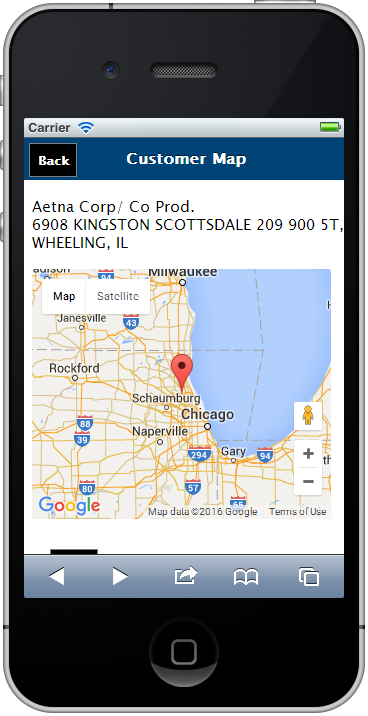 Carrier
Back
Customer Map
Aetna Corp/ Co Prod.
6908 KINGSTON SCOTTSDALE 209 900 5T,
WHEELING, IL
Milwaukee
94
Map
Satellite
Janesville
43
Rockford
Schaumburg
88
Chicago
39
Naperville
294
Gary
94
80
57
65
Google
Map data ©2016 Google
Terms of Use